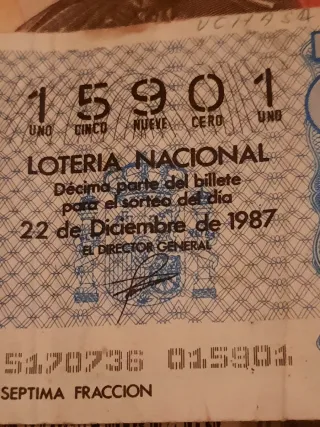 1 5 9 0 1
UNO CINCO NUEVE CERO UNO
LOTERIA NACIONAL
Décima parte del billete
para el sorteo del día
22 de Diciembre de 1987
EL DIRECTOR GENERAL
5170736 015901
SEPTIMA FRACCION